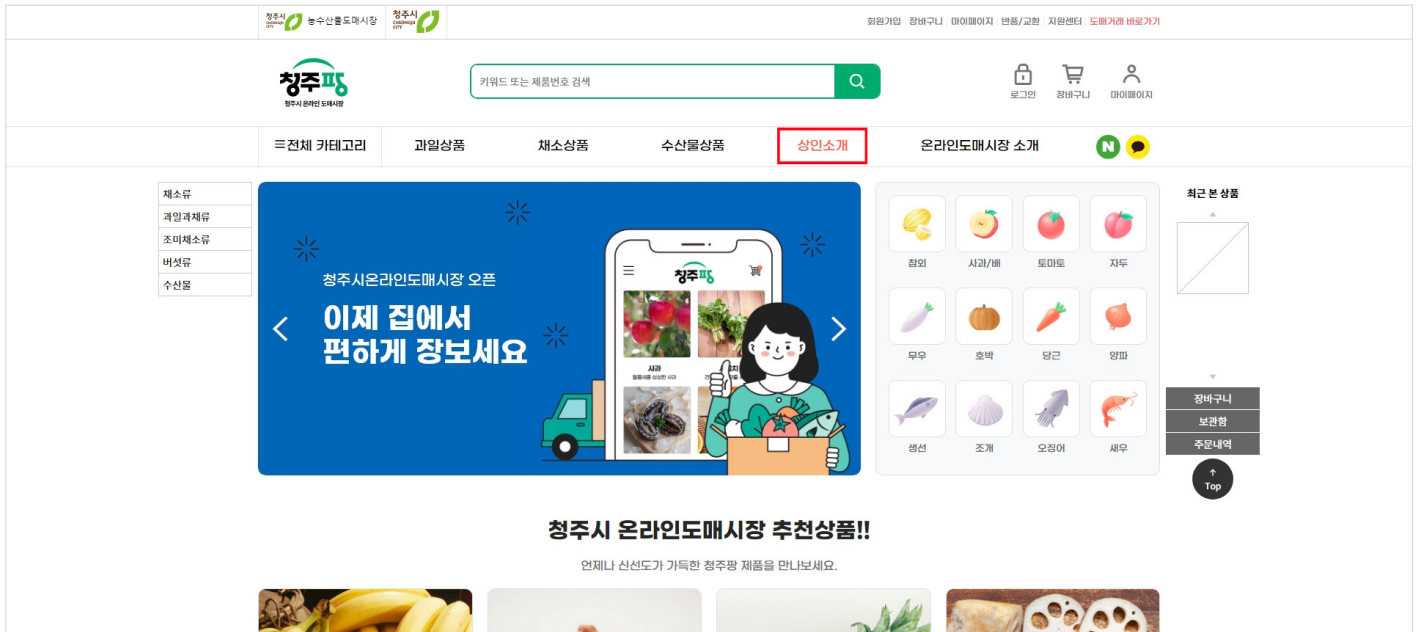 청주시 CHEONGJU CITY 농수산물도매시장 청주시 CHEONGJU CITY
회원가입 장바구니 마이페이지 반품/교환 지원센터 도매거래 바로가기
청주팡
청주시 온라인 도매시장
키워드 또는 제품번호 검색
로그인 장바구니 마이페이지
전체 카테고리 과일상품 채소상품 수산물상품 상인소개 온라인도매시장 소개 N
채소류
과일과채류
조미채소류
버섯류
수산물
청주시온라인도매시장 오픈
이제 집에서
편하게 장보세요
청주팡
사과
참외 사과/배 토마토 자두
무우 호박 당근 양파
생선 조개 오징어 새우
최근 본 상품
장바구니
보관함
주문내역
Top
청주시 온라인도매시장 추천상품!!
언제나 신선도가 가득한 청주팡 제품을 만나보세요.